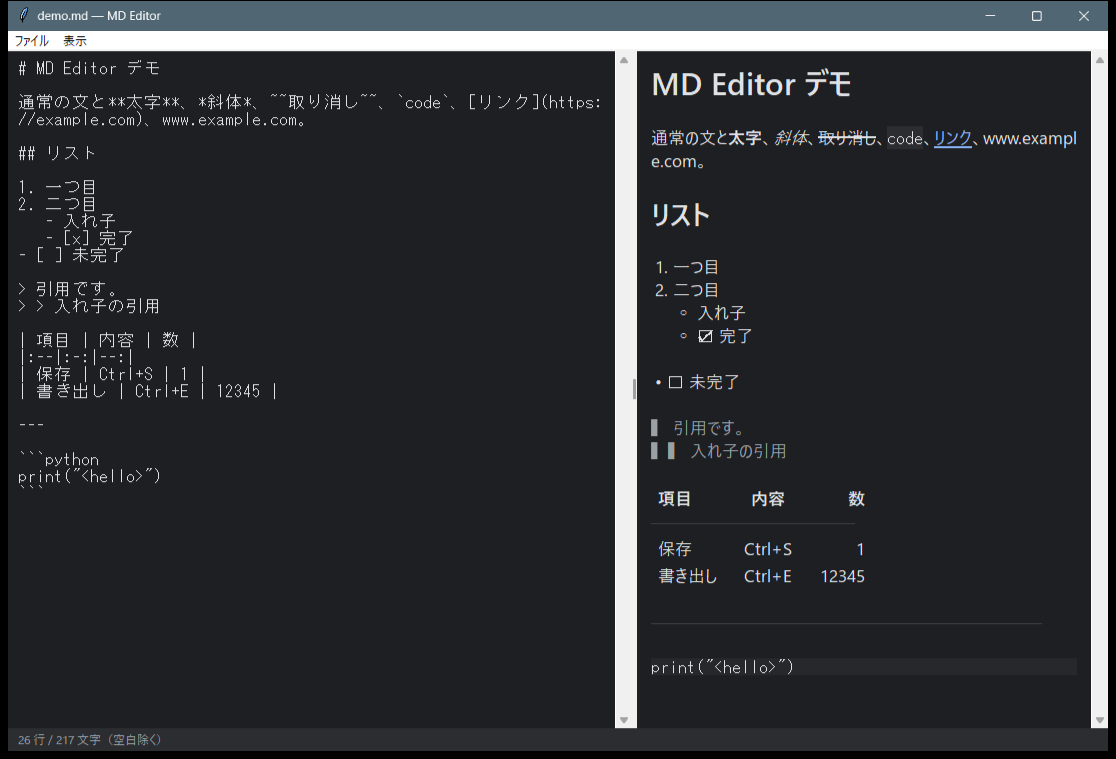 demo.md — MD Editor
ファイル 表示
# MD Editor デモ
通常の文と**太字**、*斜体*、~~取り消し~~、`code`、[リンク](https:
//example.com)、www.example.com。
## リスト
1. 一つ目
2. 二つ目
   - 入れ子
   - [x] 完了
- [ ] 未完了
> 引用です。
> > 入れ子の引用
| 項目 | 内容 | 数 |
|:--|:-:|--:|
| 保存 | Ctrl+S | 1 |
| 書き出し | Ctrl+E | 12345 |
---
```python
print("<hello>")
```
MD Editor デモ
通常の文と太字、斜体、取り消し、code、リンク、www.exampl
e.com。
リスト
1. 一つ目
2. 二つ目
◦ 入れ子
◦ ☑ 完了
• ☐ 未完了
引用です。
入れ子の引用
項目 内容 数
保存 Ctrl+S 1
書き出し Ctrl+E 12345
print("<hello>")
26 行 / 217 文字（空白除く）